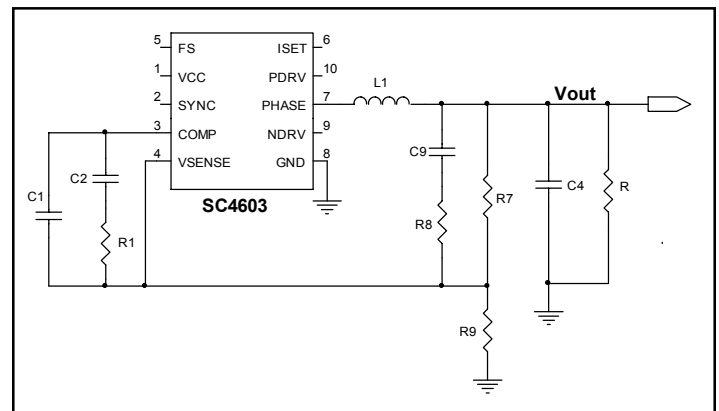 5 FS ISET 6
1 VCC PDRV 10
2 SYNC PHASE 7
3 COMP NDRV 9
4 VSENSE GND 8
SC4603
L1
Vout
C1
C2
R1
C9
R8
R7
C4
R
R9